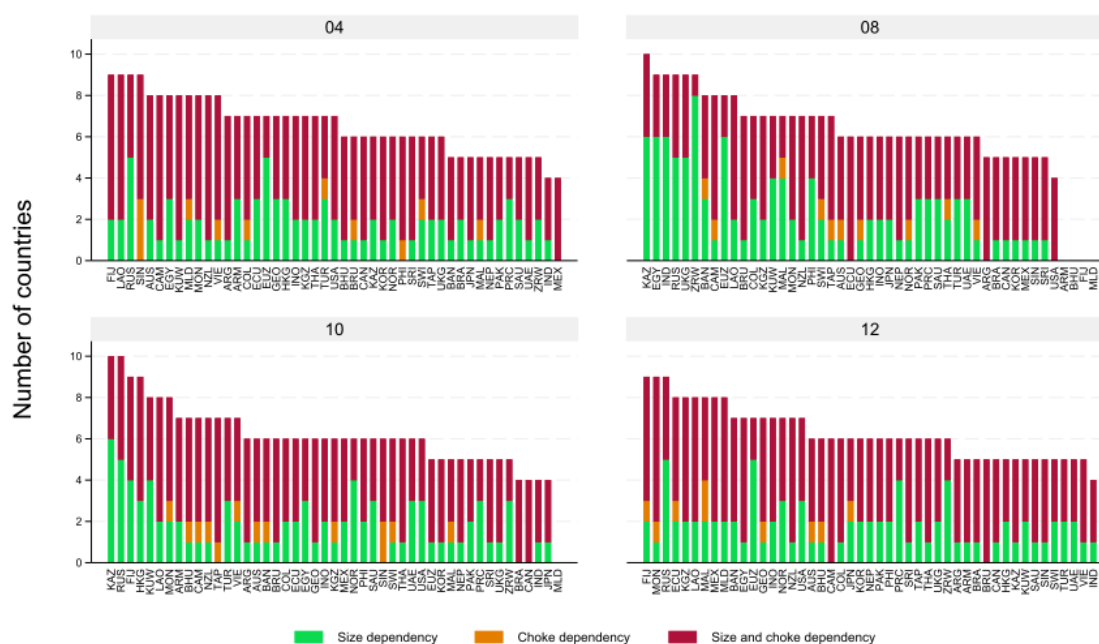 04
08
10
8
6
4
2
0
FIJ LAO RUS SIN AUS CAM EGY KUW MLD MON NZL VIE ARG ARM COL ECU EUZ GEO HKG INO KGZ THA TUR USA BHU BRU CAN KAZ KOR NOR PHI SRI SWI TAP UKG BAN BRA JPN MAL NEP PAK PRC SAU UAE ZRW IND MEX
KAZ EGY IND RUS UKG ZRW BAN CAM EUZ LAO BRU COL KGZ KUW MAL MON NZL PHI SWI TAP AUS ECU GEO HKG INO JPN NEP NOR PAK PRC SAU THA TUR UAE VIE ARG BRA CAN KOR MEX SIN SRI USA ARM BHU FIJ MLD
Number of countries
10
12
10
8
6
4
2
0
KAZ RUS FIJ HKG KUW LAO MON ARM BHU CAM NZL TAP TUR VIE ARG AUS BAN BRU COL ECU EGY GEO INO KGZ MEX NOR PHI SAU SIN SWI THA UAE USA EUZ KOR MAL NEP PAK PRC SRI UKG ZRW BRA CAN IND JPN MLD
FIJ MON RUS ECU KGZ LAO MAL MEX MLD BAN EGY EUZ GEO INO NOR NZL USA AUS BHU CAM COL JPN KOR NEP PAK PHI PRC SRI TAP THA UKG ZRW ARG ARM BRA BRU CAN HKG KAZ KUW SAU SIN SWI TUR UAE VIE IND
Size dependency
Choke dependency
Size and choke dependency